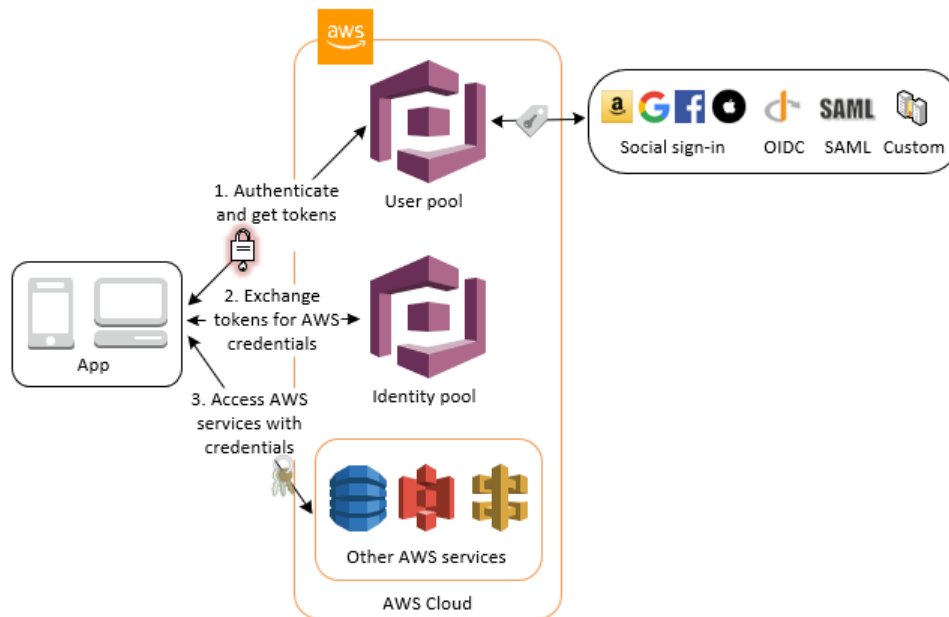 aws
User pool
a
G
f
SAML
Social sign-in
OIDC
SAML
Custom
1. Authenticate
and get tokens
2. Exchange
tokens for AWS
credentials
App
Identity pool
3. Access AWS
services with
credentials
Other AWS services
AWS Cloud